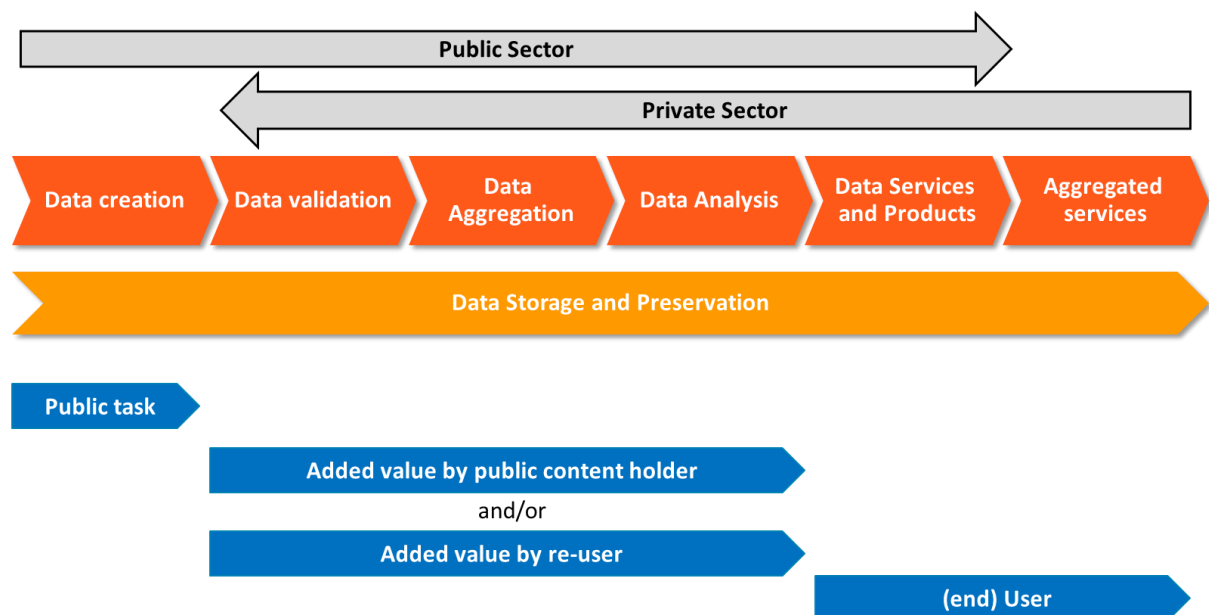 Public Sector
Private Sector
Data creation
Data validation
Data
Aggregation
Data Analysis
Data Services
and Products
Aggregated
services
Data Storage and Preservation
Public task
Added value by public content holder
and/or
Added value by re-user
(end) User